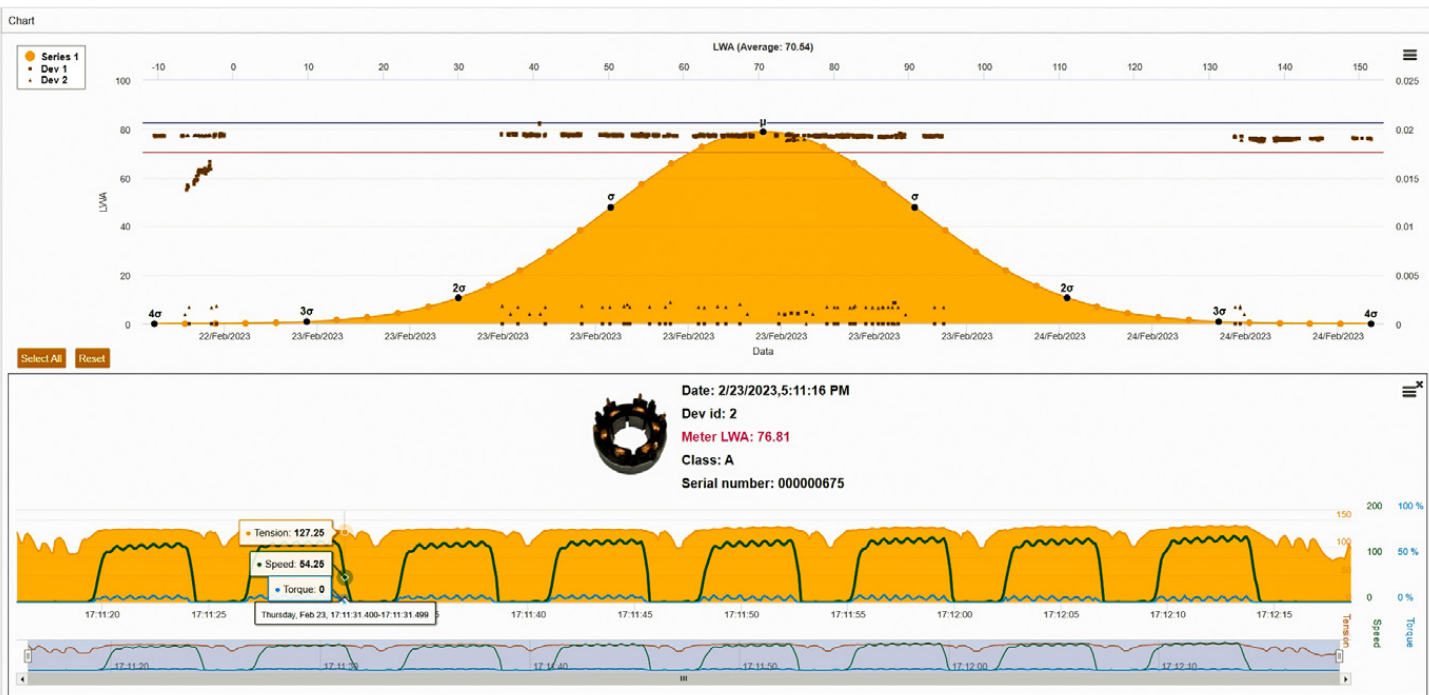 Chart
Series 1
Dev 1
Dev 2
LWA (Average: 70.54)
-10 0 10 20 30 40 50 60 70 80 90 100 110 120 130 140 150
100 0.025
80 0.02
60 0.015
40 0.01
20 0.005
0 0
LWA
4σ 3σ 2σ σ μ σ 2σ 3σ 4σ
22/Feb/2023 23/Feb/2023 23/Feb/2023 23/Feb/2023 23/Feb/2023 23/Feb/2023 23/Feb/2023 23/Feb/2023 23/Feb/2023 24/Feb/2023 24/Feb/2023 24/Feb/2023 24/Feb/2023
Data
Select All Reset
Date: 2/23/2023,5:11:16 PM
Dev id: 2
Meter LWA: 76.81
Class: A
Serial number: 000000675
200 100 %
150
Tension: 127.25
100 100 50 %
Speed: 54.25
50
Torque: 0
0 0 0 %
17:11:20 17:11:25 17:11:40 17:11:45 17:11:50 17:11:55 17:12:00 17:12:05 17:12:10 17:12:15
Thursday, Feb 23, 17:11:31.400-17:11:31.499
Tension Speed Torque
17:11:20 17:11:30 17:11:40 17:11:50 17:12:00 17:12:10